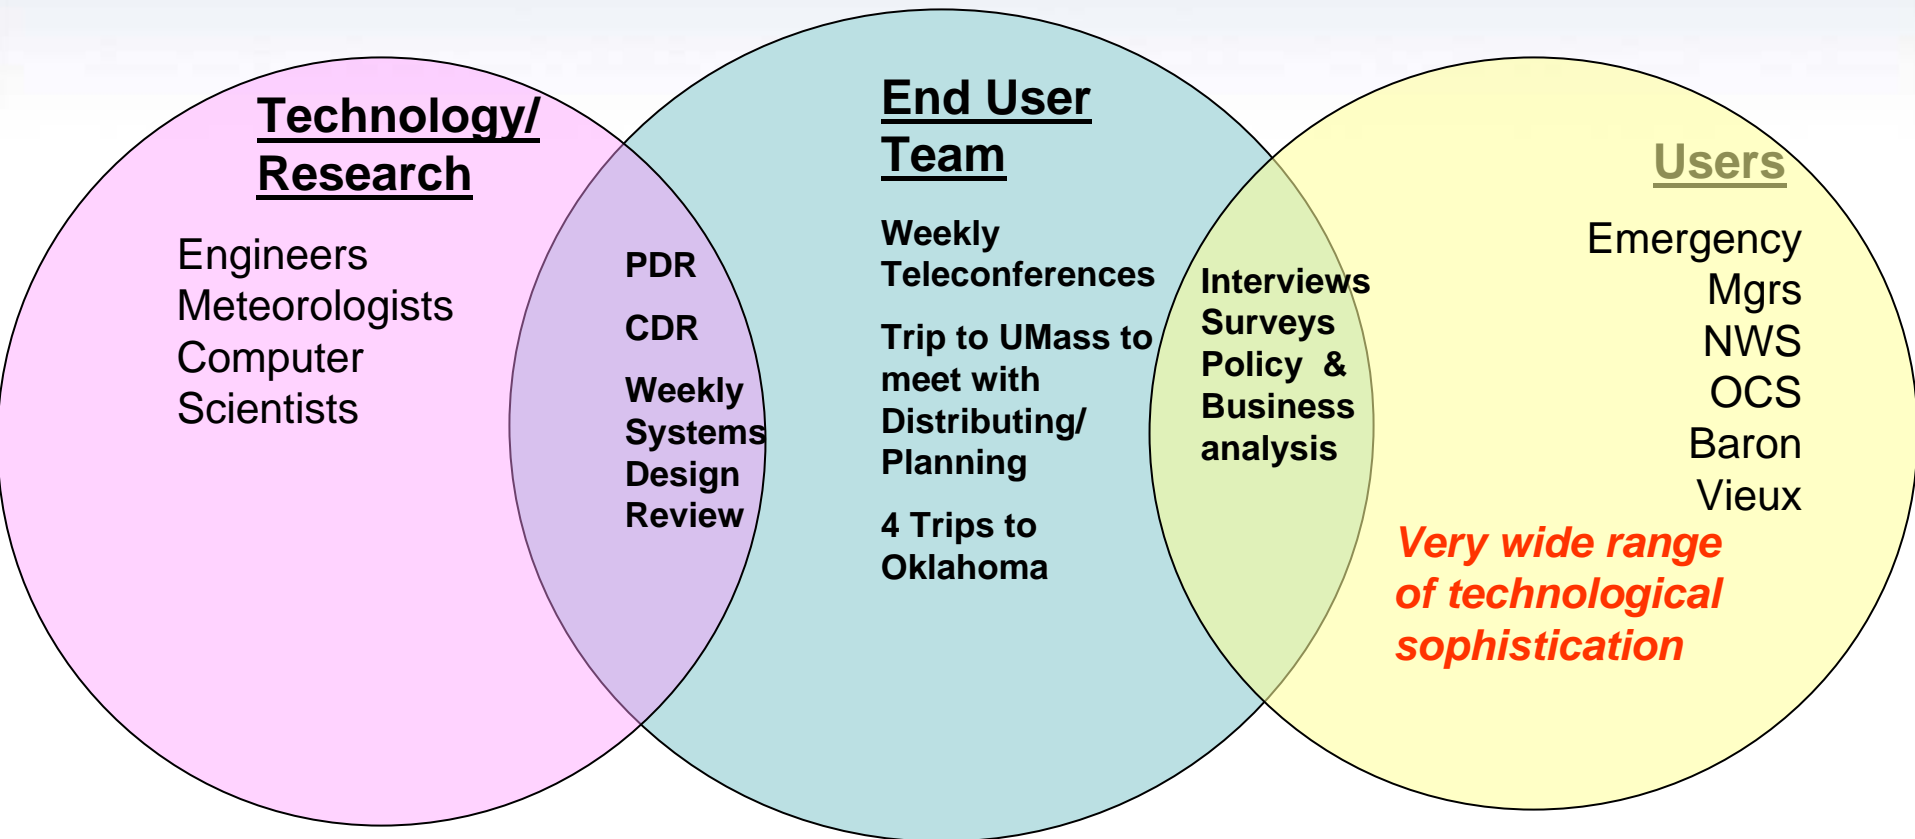 Technology/
Research
Engineers
Meteorologists
Computer
Scientists
PDR
CDR
Weekly
Systems
Design
Review
End User
Team
Weekly
Teleconferences
Trip to UMass to
meet with
Distributing/
Planning
4 Trips to
Oklahoma
Interviews
Surveys
Policy &
Business
analysis
Users
Emergency
Mgrs
NWS
OCS
Baron
Vieux
Very wide range
of technological
sophistication